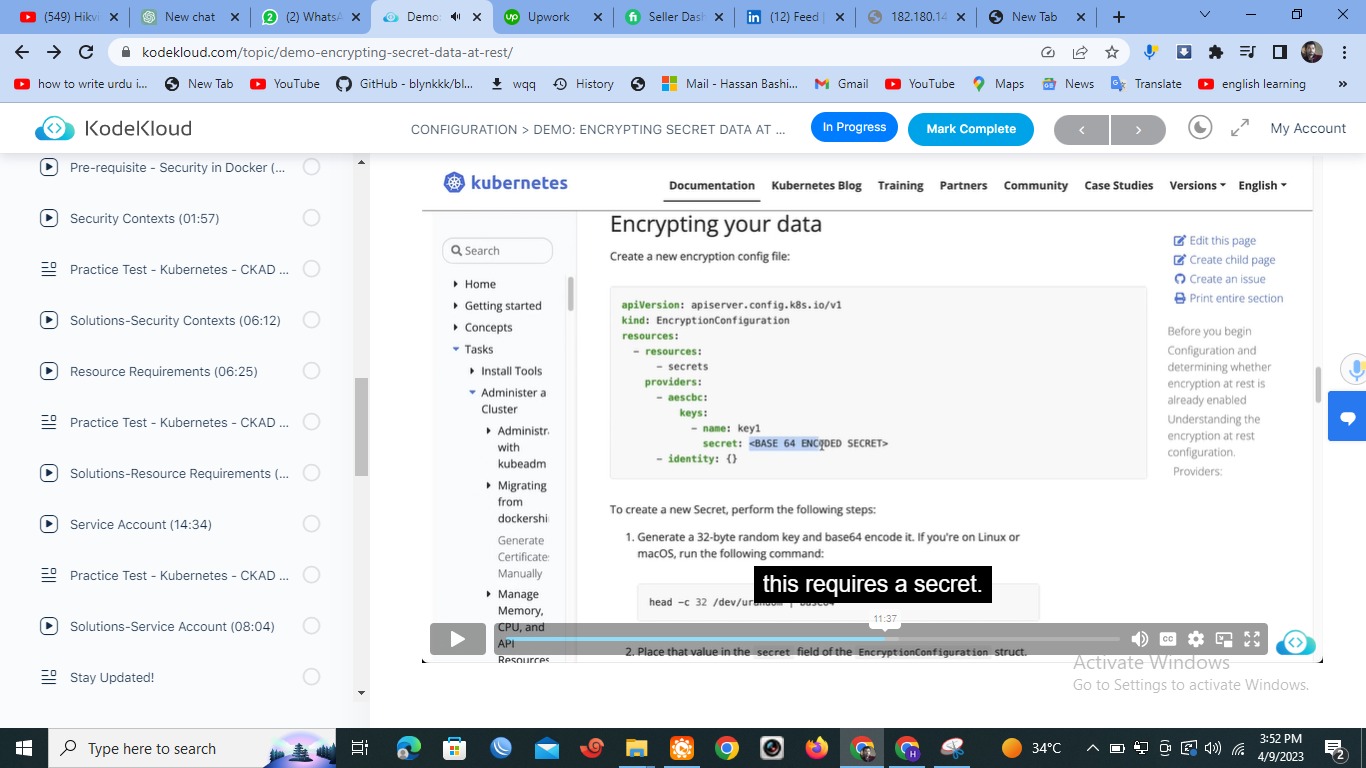 (549) Hikv
New chat
(2) WhatsA
Demo:
Upwork
Seller Dash
(12) Feed |
182.180.14
New Tab
kodekloud.com/topic/demo-encrypting-secret-data-at-rest/
how to write urdu i...
New Tab
YouTube
GitHub - blynkkk/bl...
wqq
History
Mail - Hassan Bashi...
Gmail
YouTube
Maps
News
Translate
english learning
»
KodeKloud
CONFIGURATION > DEMO: ENCRYPTING SECRET DATA AT ...
In Progress
Mark Complete
My Account
Pre-requisite - Security in Docker (...
Security Contexts (01:57)
Practice Test - Kubernetes - CKAD ...
Solutions-Security Contexts (06:12)
Resource Requirements (06:25)
Practice Test - Kubernetes - CKAD ...
Solutions-Resource Requirements (...
Service Account (14:34)
Practice Test - Kubernetes - CKAD ...
Solutions-Service Account (08:04)
Stay Updated!
kubernetes
Documentation
Kubernetes Blog
Training
Partners
Community
Case Studies
Versions
English
Search
Home
Getting started
Concepts
Tasks
Install Tools
Administer a
Cluster
Administra
with
kubeadm
Migrating
from
dockershi
Generate
Certificates
Manually
Manage
Memory,
CPU, and
API
Resources
Encrypting your data
Create a new encryption config file:
apiVersion: apiserver.config.k8s.io/v1
kind: EncryptionConfiguration
resources:
- resources:
- secrets
providers:
- aescbc:
keys:
- name: key1
secret: <BASE 64 ENCODED SECRET>
- identity: {}
To create a new Secret, perform the following steps:
1. Generate a 32-byte random key and base64 encode it. If you're on Linux or
macOS, run the following command:
head -c 32 /dev/urandom | base64
this requires a secret.
11:37
2. Place that value in the secret field of the EncryptionConfiguration struct.
Edit this page
Create child page
Create an issue
Print entire section
Before you begin
Configuration and
determining whether
encryption at rest is
already enabled
Understanding the
encryption at rest
configuration.
Providers:
CC
Activate Windows
Go to Settings to activate Windows.
Type here to search
34°C
3:52 PM
4/9/2023
2